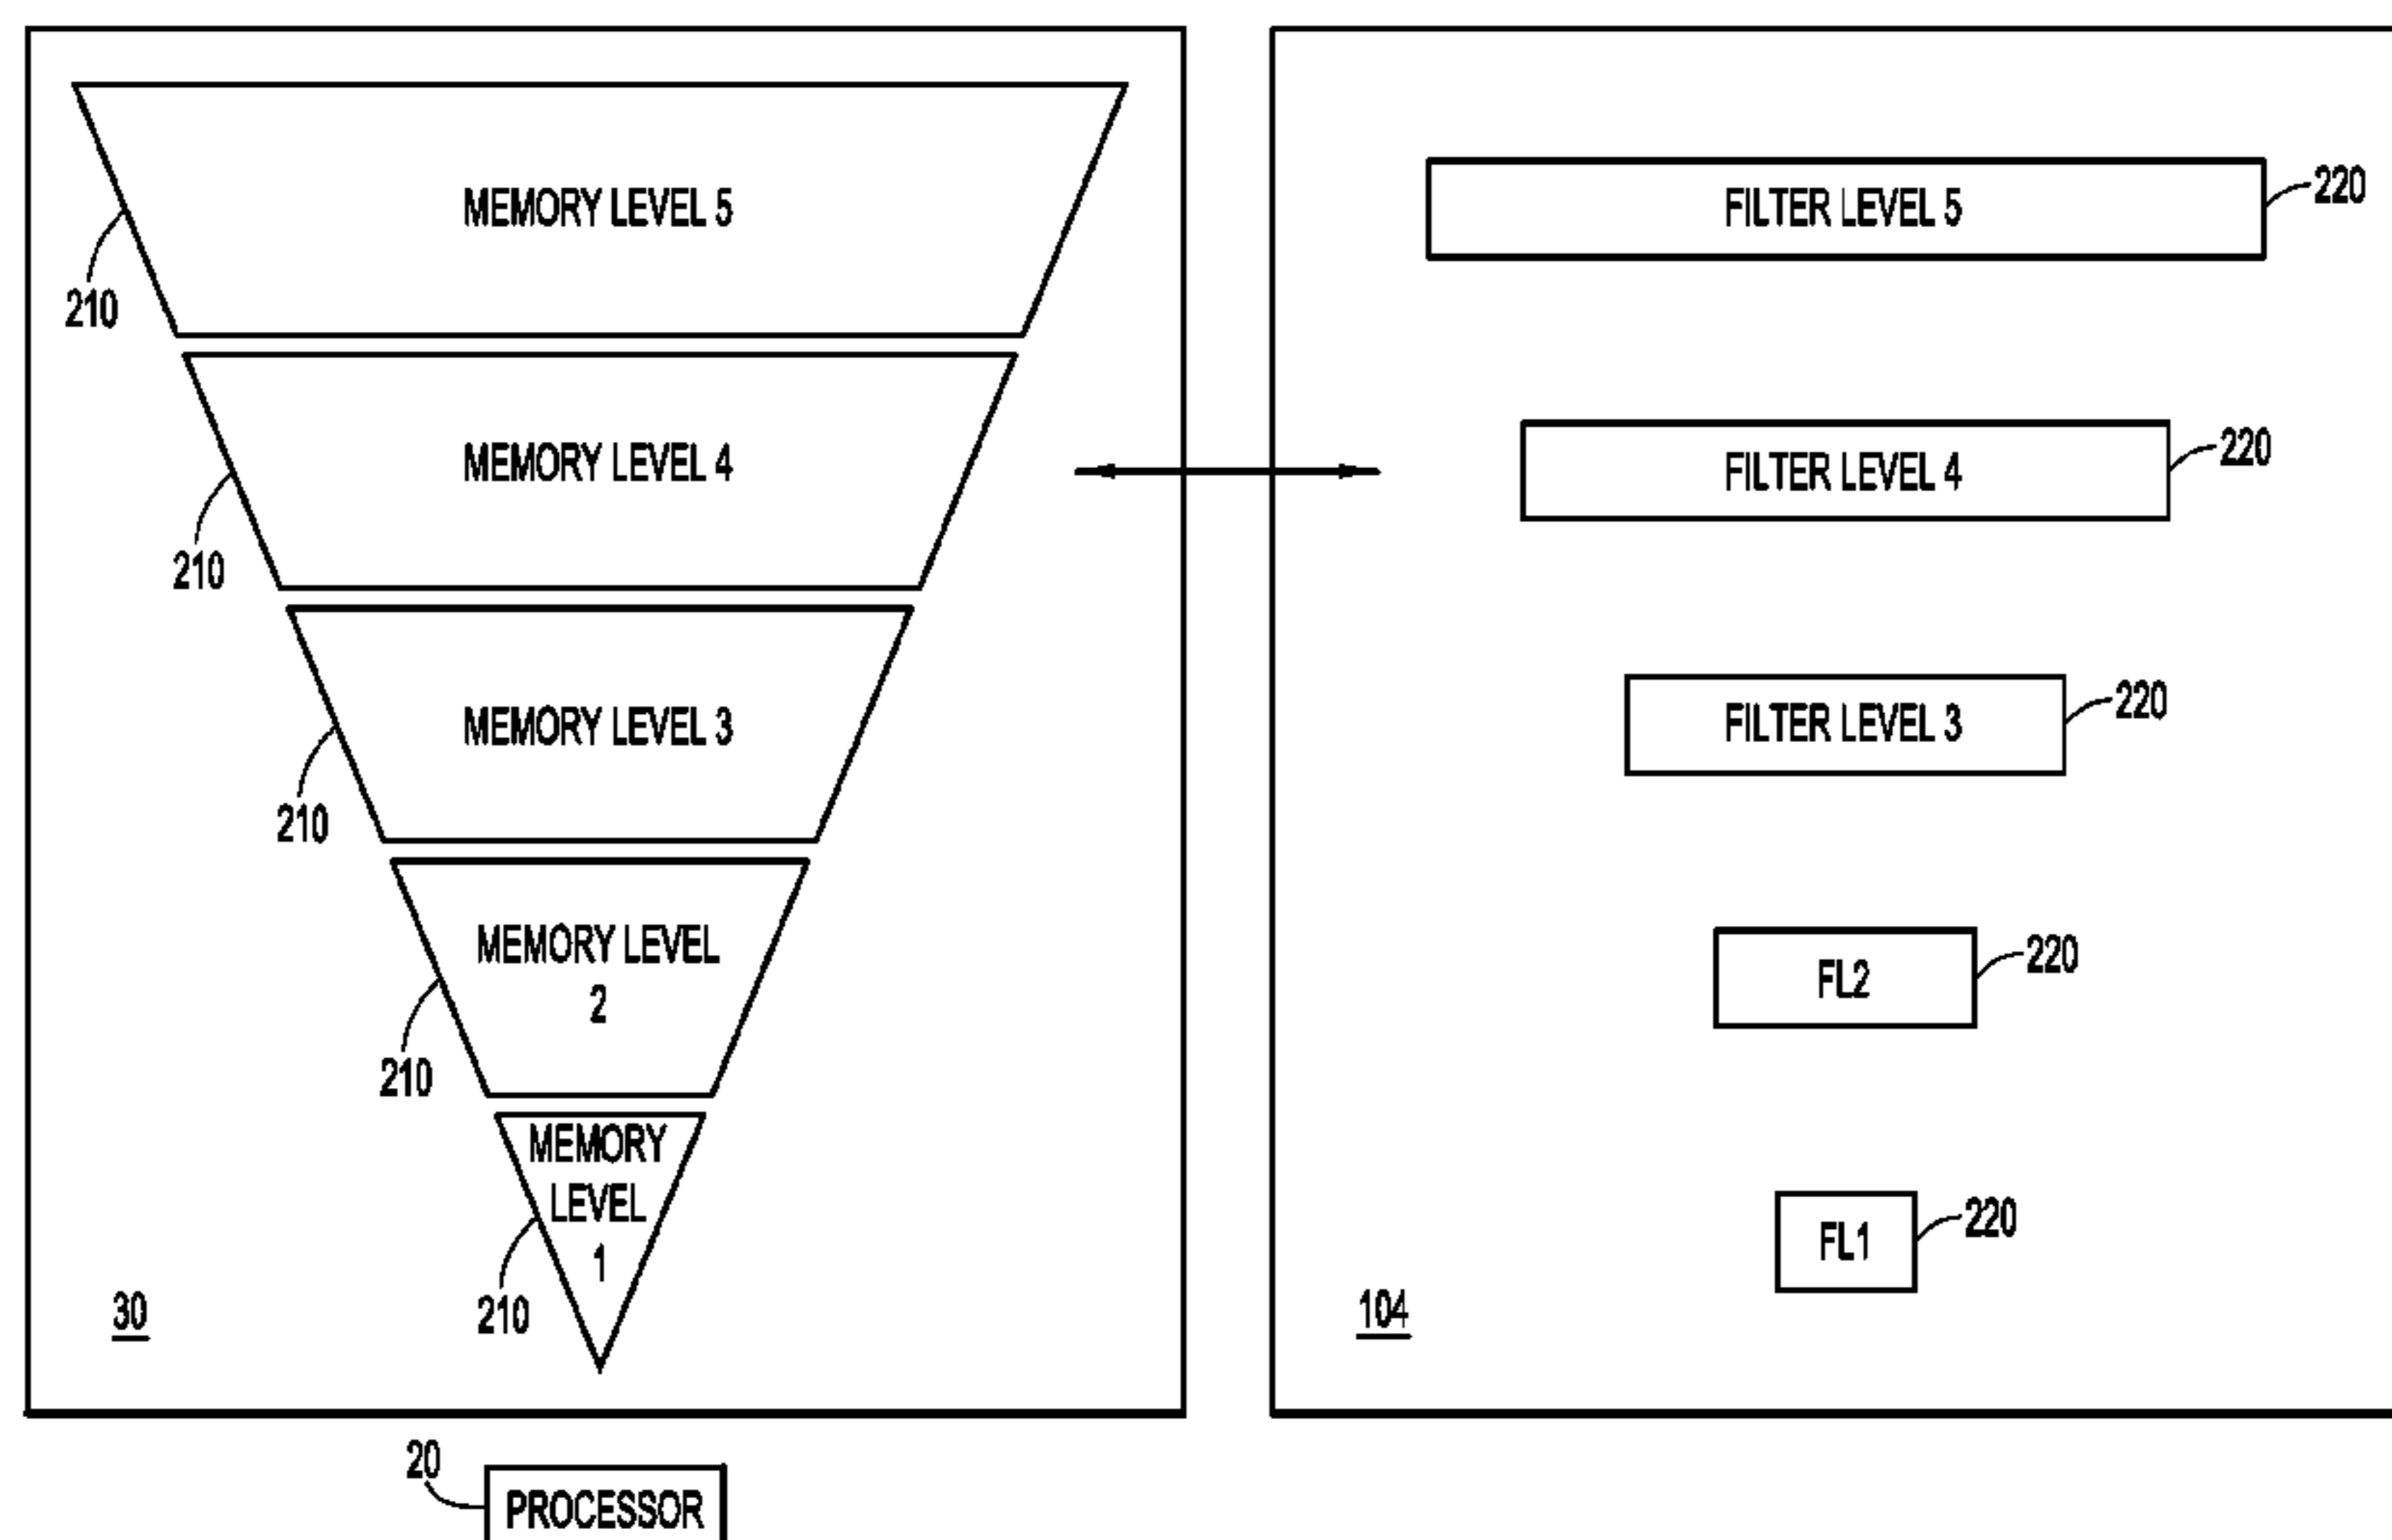 MEMORY LEVEL 5
210
MEMORY LEVEL 4
210
MEMORY LEVEL 3
210
MEMORY LEVEL
2
210
MEMORY
LEVEL
1
210
30
FILTER LEVEL 5
220
FILTER LEVEL 4
220
FILTER LEVEL 3
220
FL2
220
FL1
220
104
20
PROCESSOR